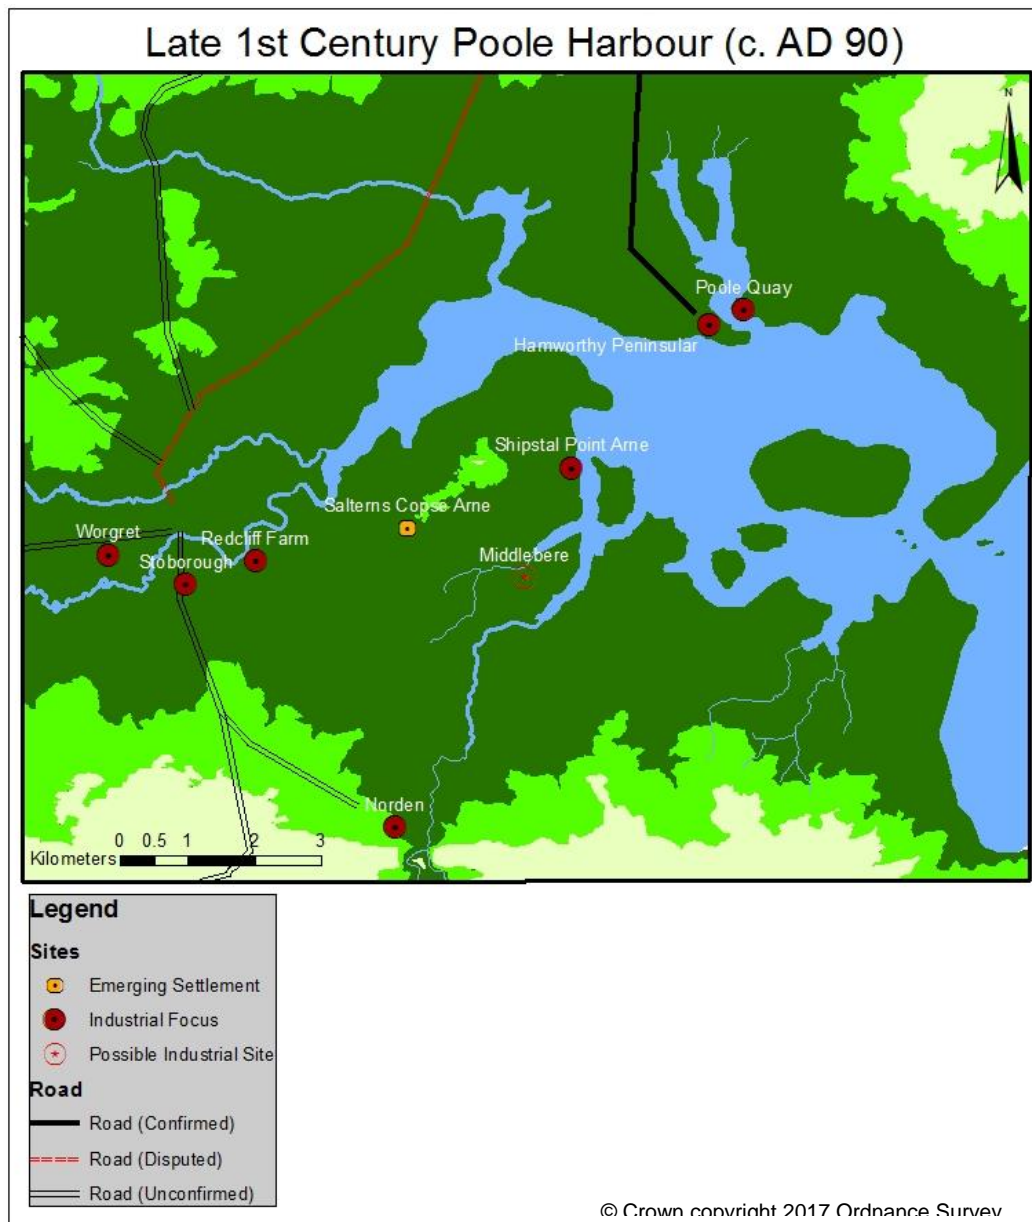 Late 1st Century Poole Harbour (c. AD 90)
N
Poole Quay
Hamworthy Peninsular
Shipstal Point Arne
Salterns Copse Arne
Worgret
Redcliff Farm
Stoborough
Middlebere
Norden
0 0.5 1 2 3
Kilometers
Legend
Sites
Emerging Settlement
Industrial Focus
Possible Industrial Site
Road
Road (Confirmed)
Road (Disputed)
Road (Unconfirmed)
© Crown copyright 2017 Ordnance Survey